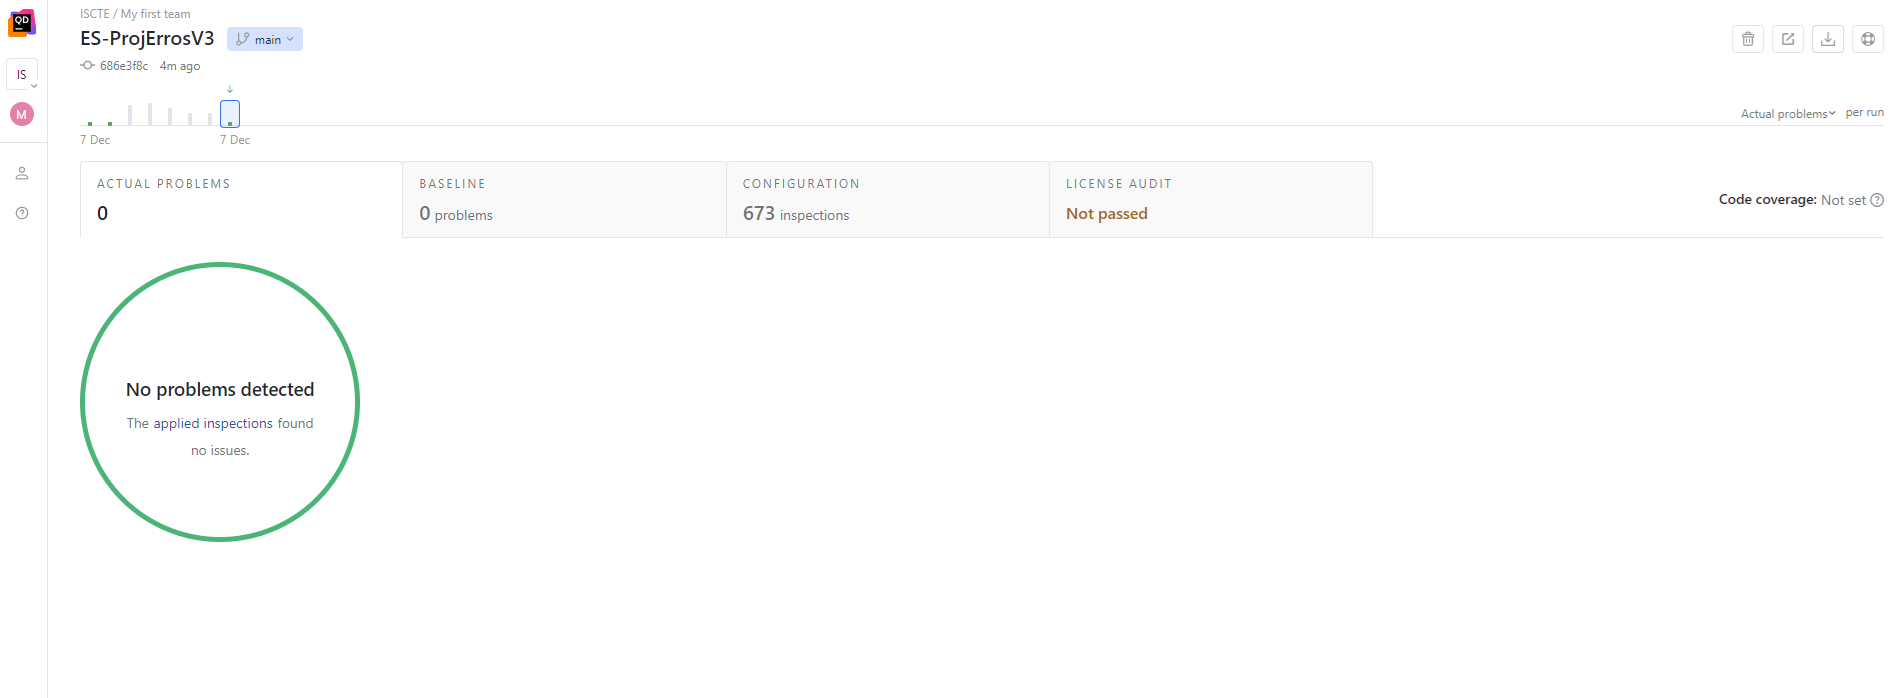 QD
ISCTE / My first team
ES-ProjErrosV3
main
IS
686e3f8c 4m ago
M
Actual problems per run
7 Dec 7 Dec
ACTUAL PROBLEMS
0
BASELINE
0 problems
CONFIGURATION
673 inspections
LICENSE AUDIT
Not passed
Code coverage: Not set ?
No problems detected
The applied inspections found
no issues.